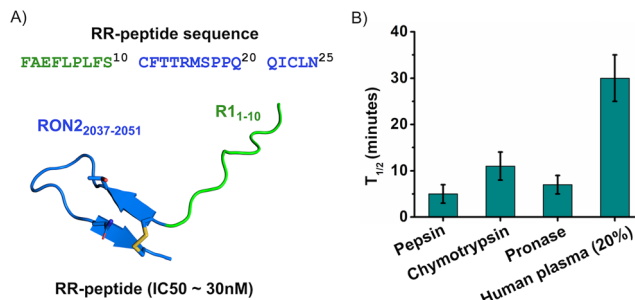 A)
RR-peptide sequence
FAEFLPLFS10 CFTTRMSPPQ20 QICLN25
RON22037-2051
R11-10
RR-peptide (IC50 ~ 30nM)
B)
T1/2 (minutes)
40
30
20
10
0
Pepsin
Chymotrypsin
Pronase
Human plasma (20%)